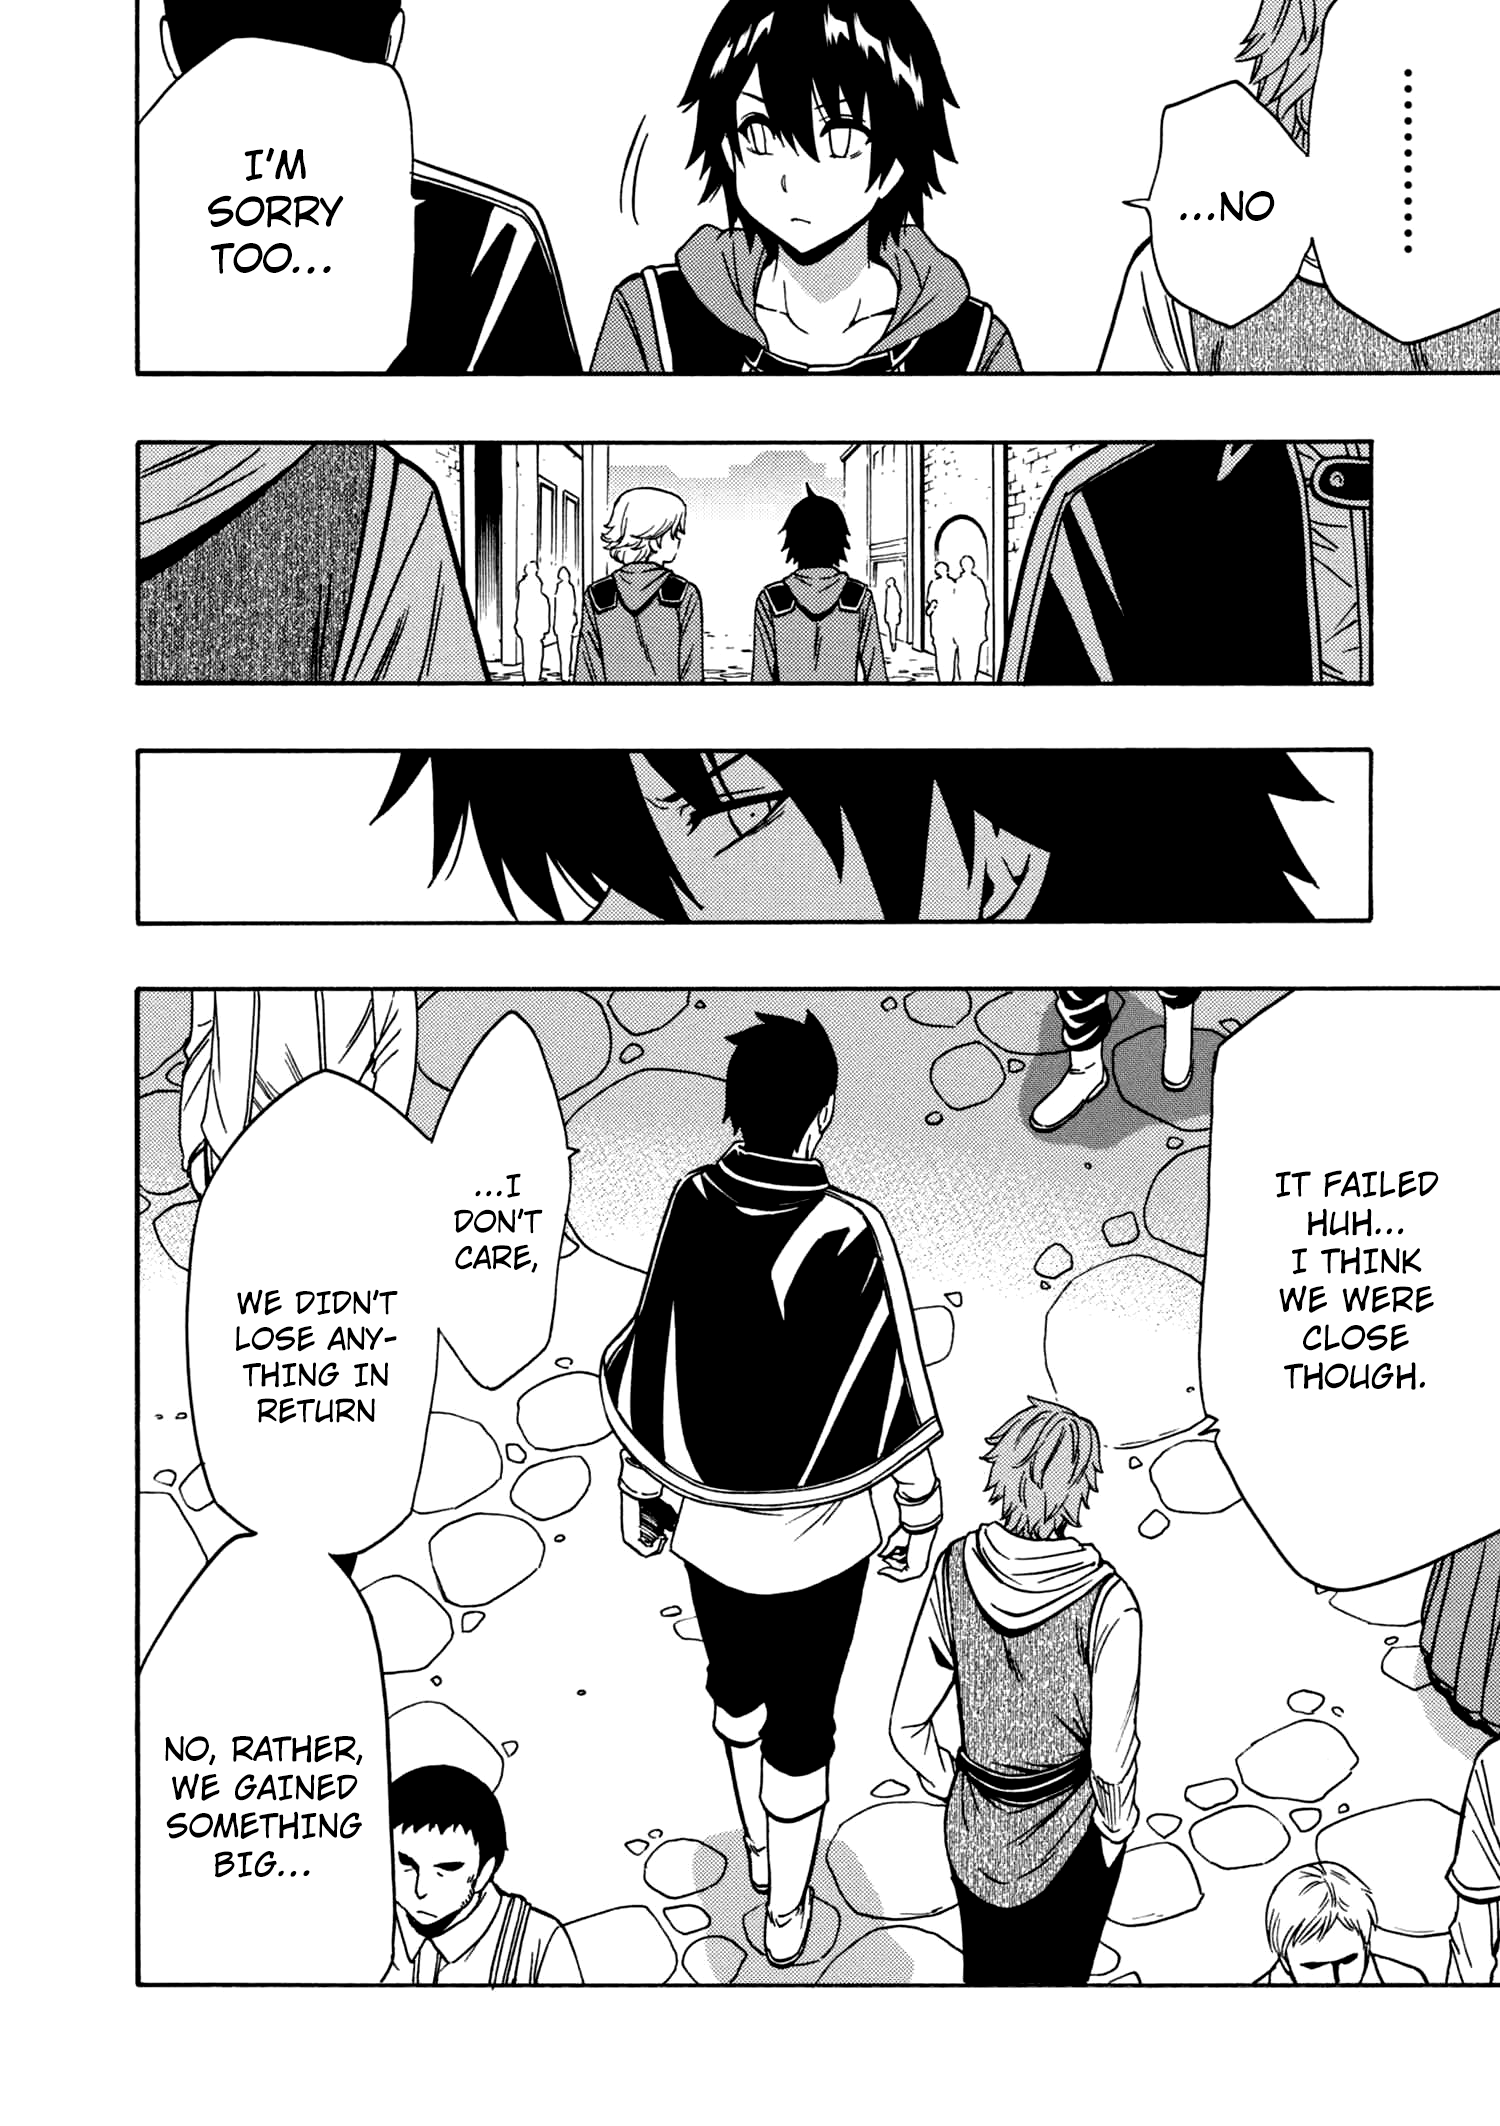 ...NO
I'M
SORRY
TOO...
IT FAILED
HUH...
I THINK
WE WERE
CLOSE
THOUGH.
...I
DON'T
CARE,
WE DIDN'T
LOSE ANY-
THING IN
RETURN
NO, RATHER,
WE GAINED
SOMETHING
BIG...